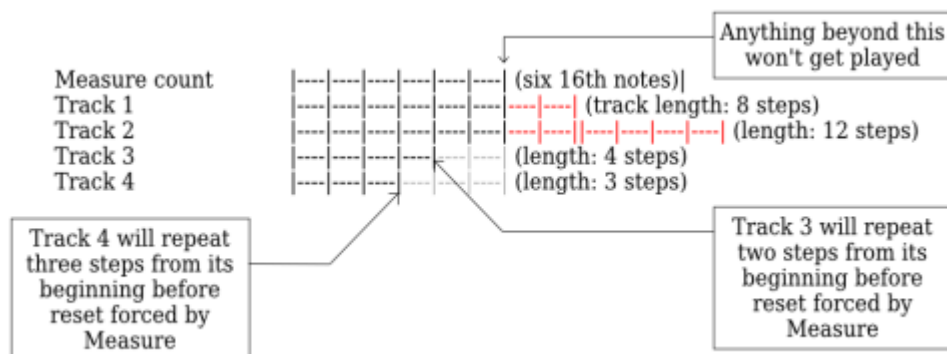 Anything beyond this
won't get played
Measure count |----|----|----|----|----|----| (six 16th notes)|
Track 1 |----|----|----|----|----|----|----|----| (track length: 8 steps)
Track 2 |----|----|----|----|----|----|----|----||----|----|----|----| (length: 12 steps)
Track 3 |----|----|----|----|----|----| (length: 4 steps)
Track 4 |----|----|----|----|----|----| (length: 3 steps)
Track 4 will repeat
three steps from its
beginning before
reset forced by
Measure
Track 3 will repeat
two steps from its
beginning before
reset forced by
Measure